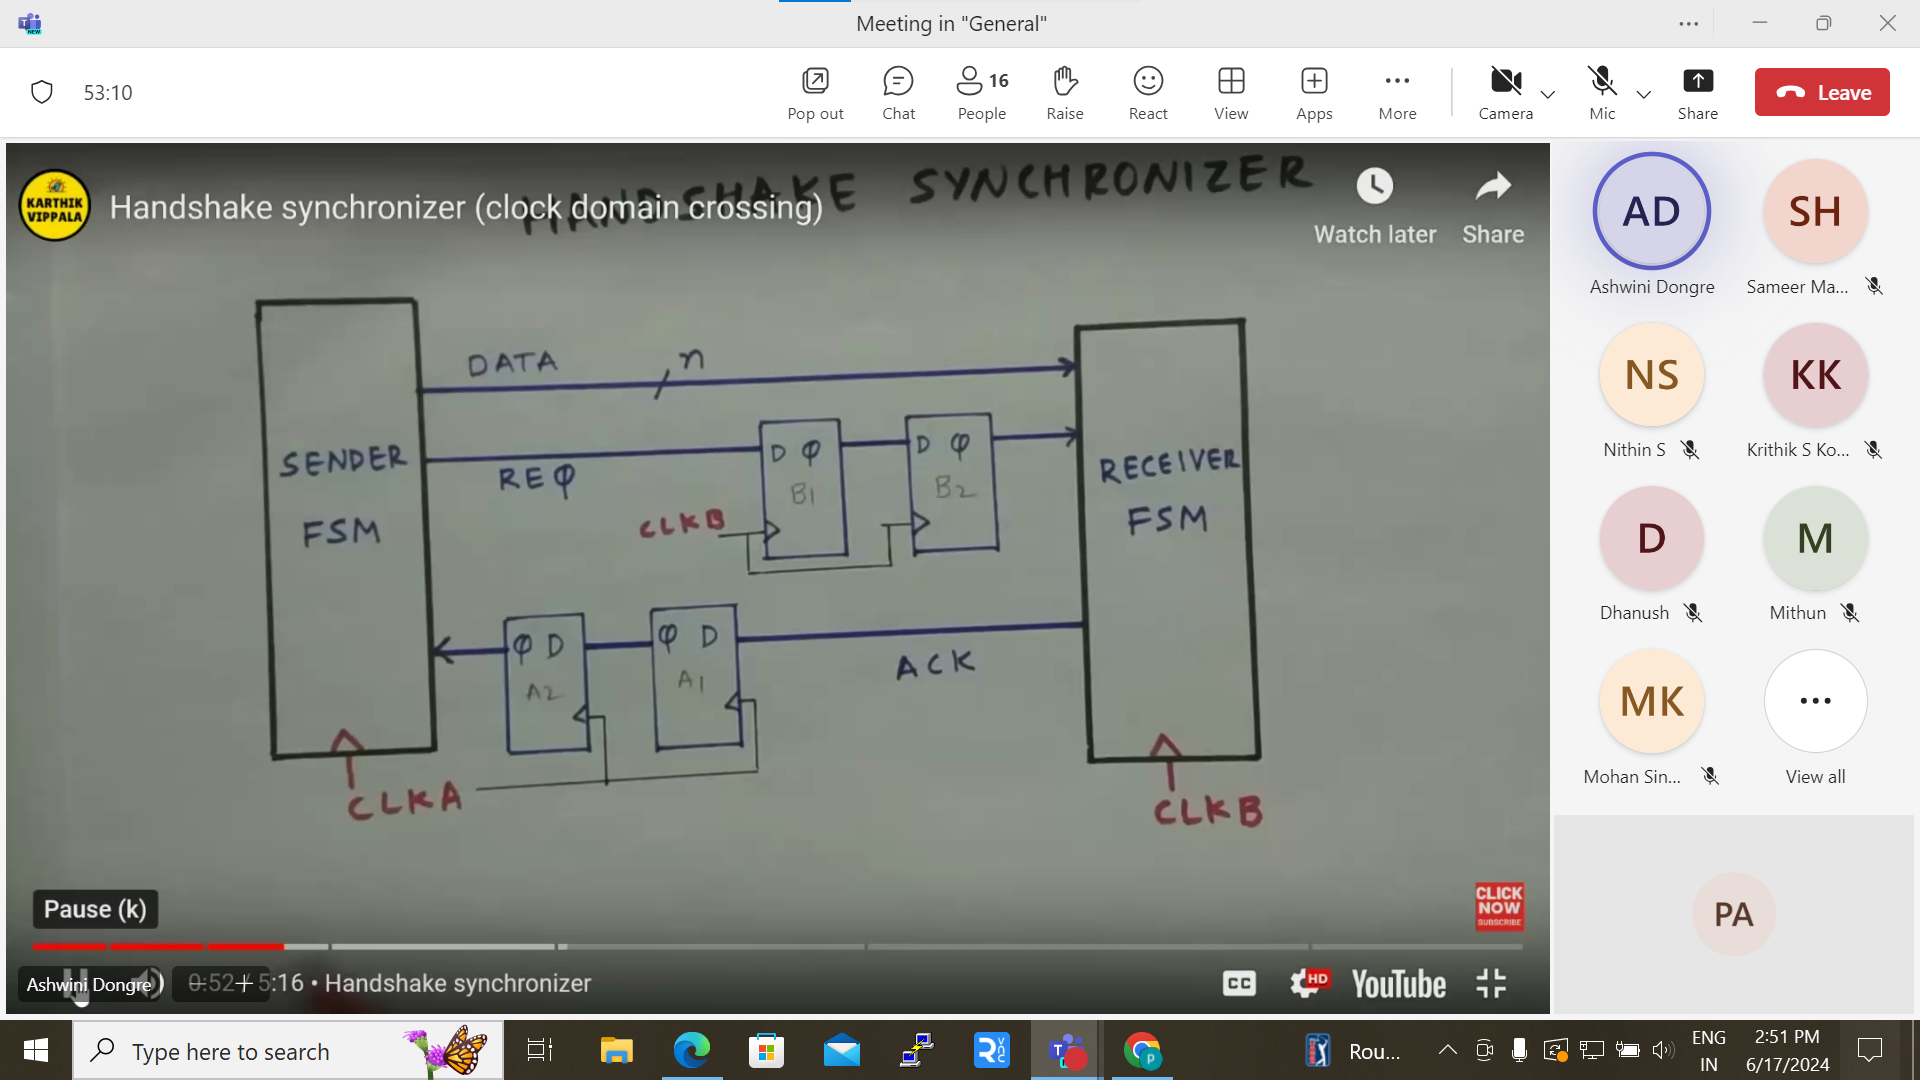 Meeting in "General"
NEW
53:10
Pop out
Chat
16
People
Raise
React
View
Apps
More
Camera
Mic
Share
Leave
KARTHIK
VIPPALA
Handshake synchronizer (clock domain crossing)
HANDSHAKE SYNCHRONIZER
Watch later
Share
DATA
n
SENDER
FSM
REQ
D Q
B1
D Q
B2
CLKB
RECEIVER
FSM
Q D
A2
Q D
A1
ACK
CLKA
CLKB
Pause (k)
CLICK
NOW
SUBSCRIBE
Ashwini Dongre
0:52 / 5:16 • Handshake synchronizer
CC
HD
YouTube
AD
Ashwini Dongre
SH
Sameer Ma...
NS
Nithin S
KK
Krithik S Ko...
D
Dhanush
M
Mithun
MK
Mohan Sin...
View all
PA
Type here to search
Rou...
ENG
IN
2:51 PM
6/17/2024